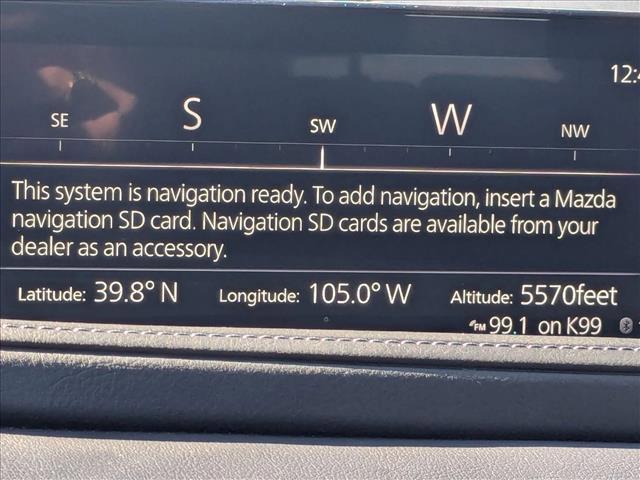 12:4
SE S SW W NW
This system is navigation ready. To add navigation, insert a Mazda
navigation SD card. Navigation SD cards are available from your
dealer as an accessory.
Latitude: 39.8° N Longitude: 105.0° W Altitude: 5570feet
FM 99.1 on K99